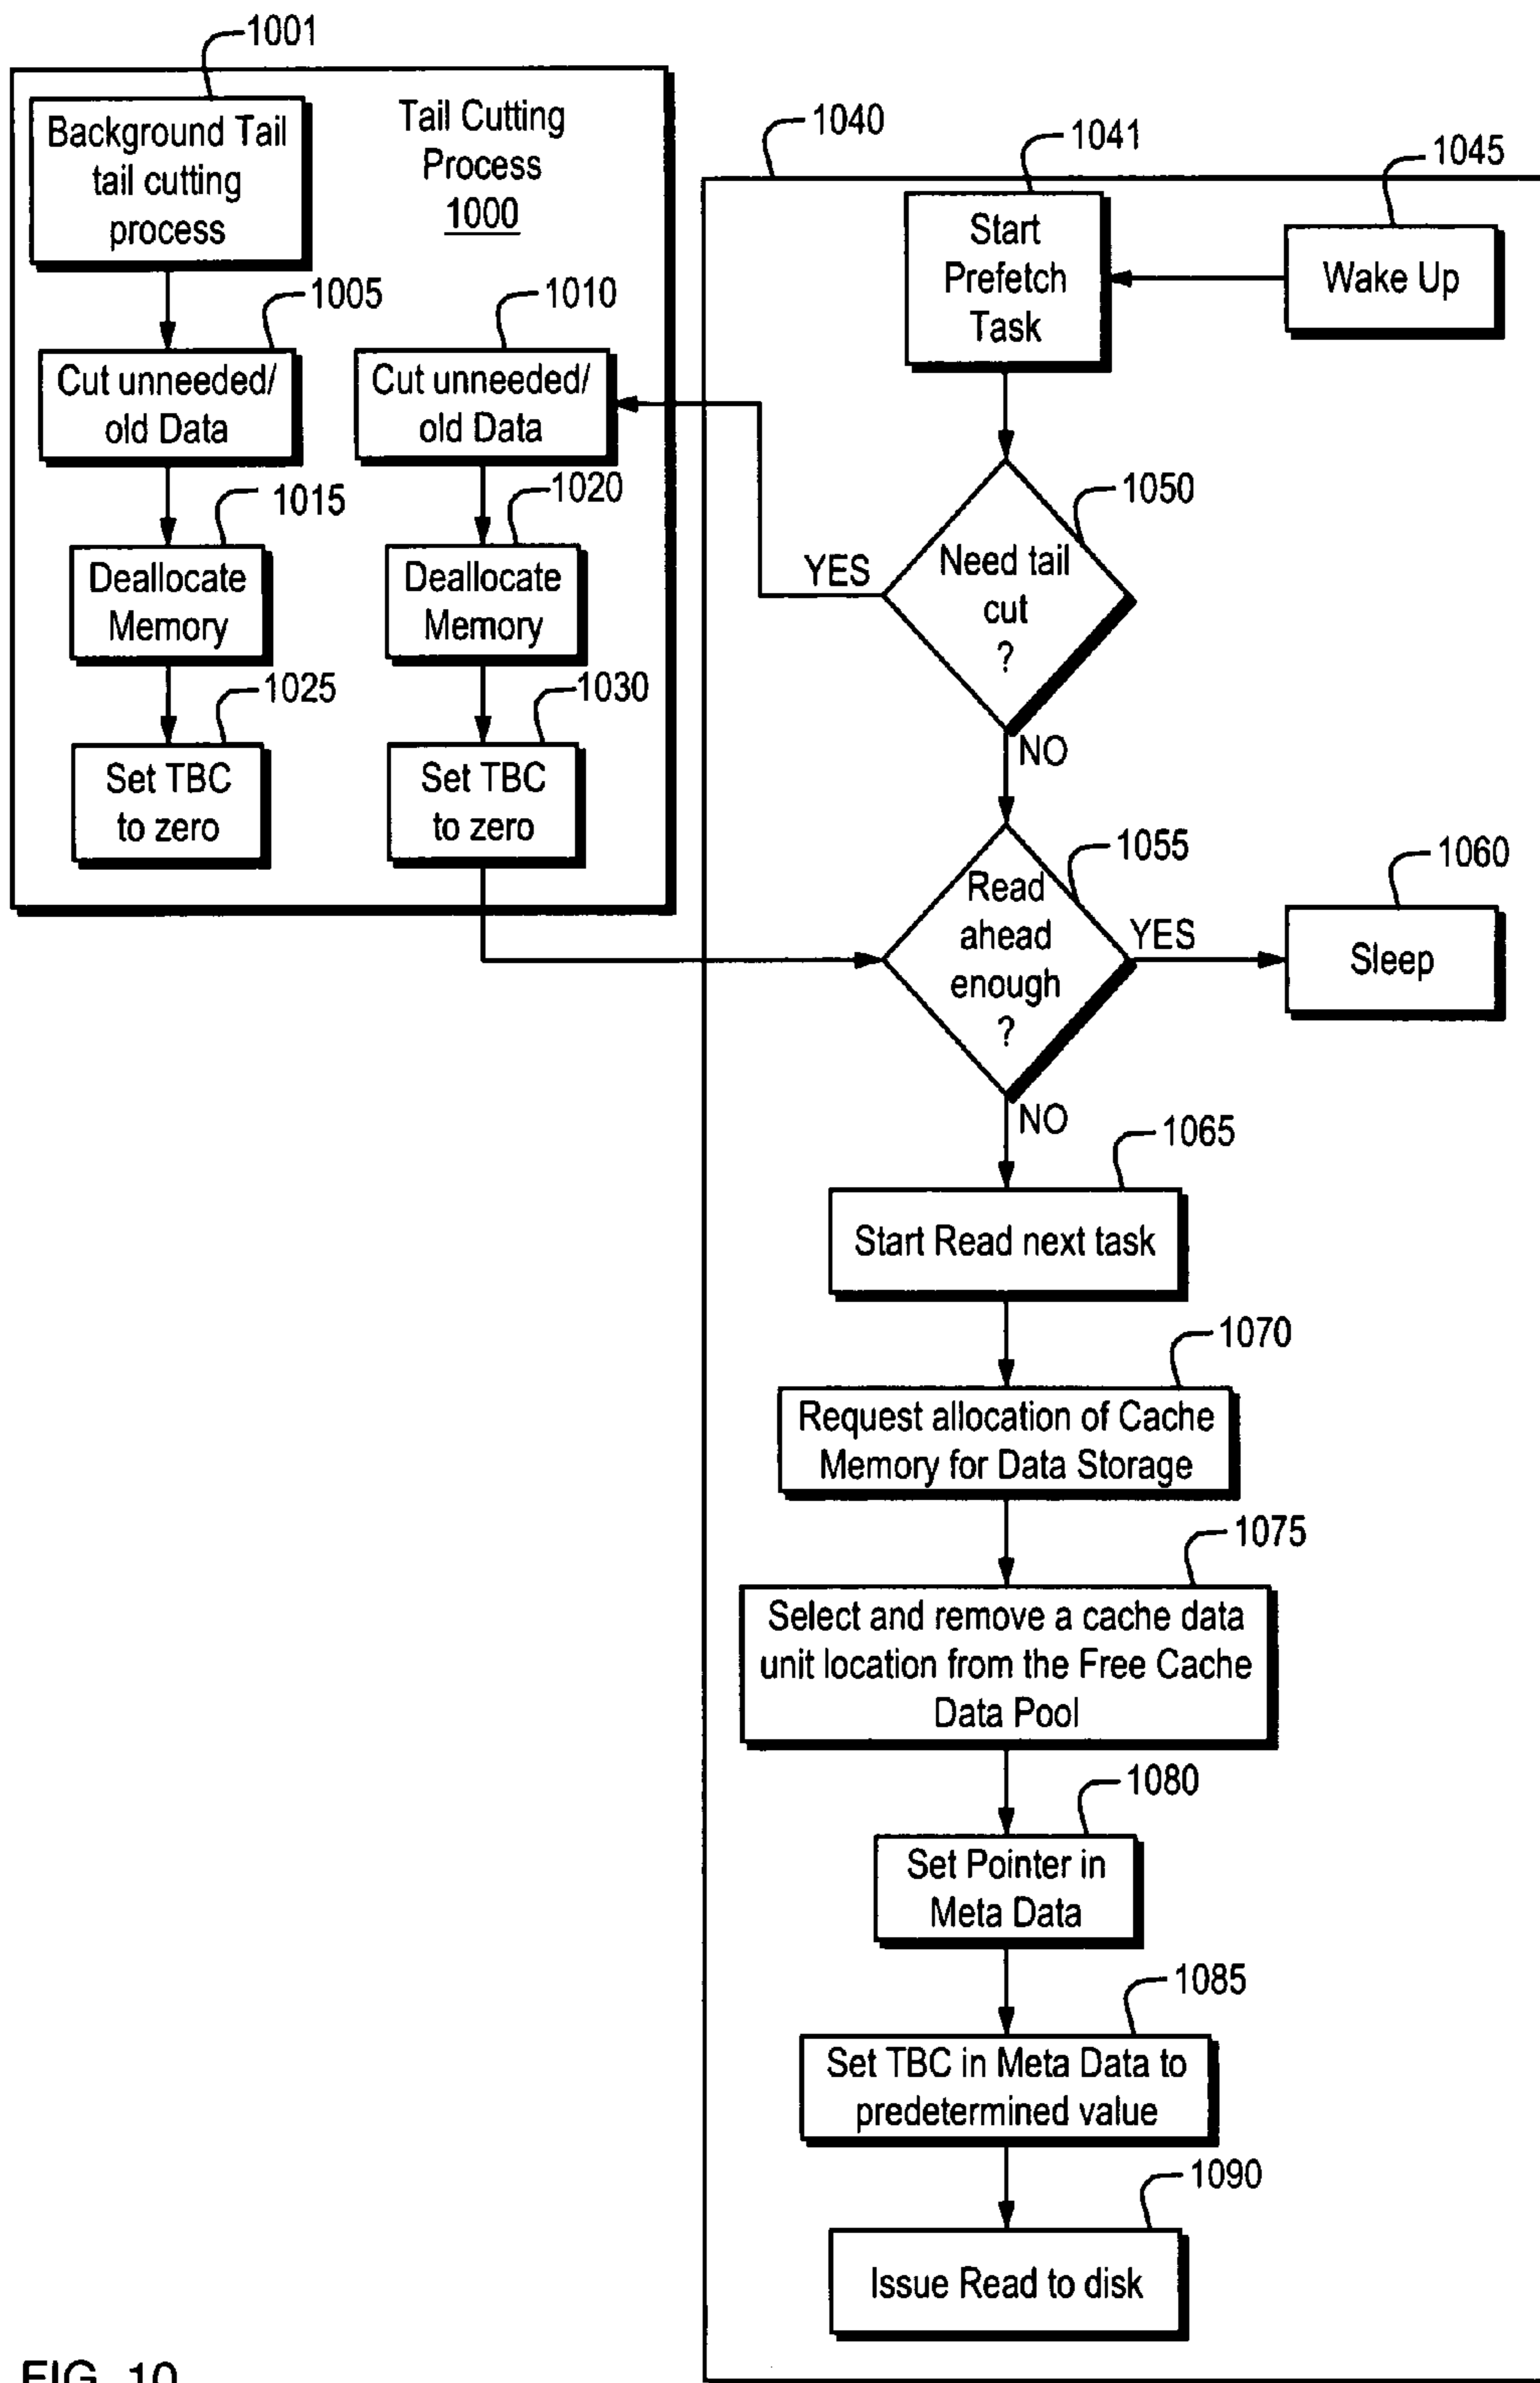 1001
Background Tail
tail cutting
process
Tail Cutting
Process
1000
1005
Cut unneeded/
old Data
1010
Cut unneeded/
old Data
1015
Deallocate
Memory
1020
Deallocate
Memory
1025
Set TBC
to zero
1030
Set TBC
to zero
1040
1041
Start
Prefetch
Task
1045
Wake Up
1050
Need tail
cut
?
YES
NO
1055
Read
ahead
enough
?
YES
1060
Sleep
NO
1065
Start Read next task
1070
Request allocation of Cache
Memory for Data Storage
1075
Select and remove a cache data
unit location from the Free Cache
Data Pool
1080
Set Pointer in
Meta Data
1085
Set TBC in Meta Data to
predetermined value
1090
Issue Read to disk
FIG. 10